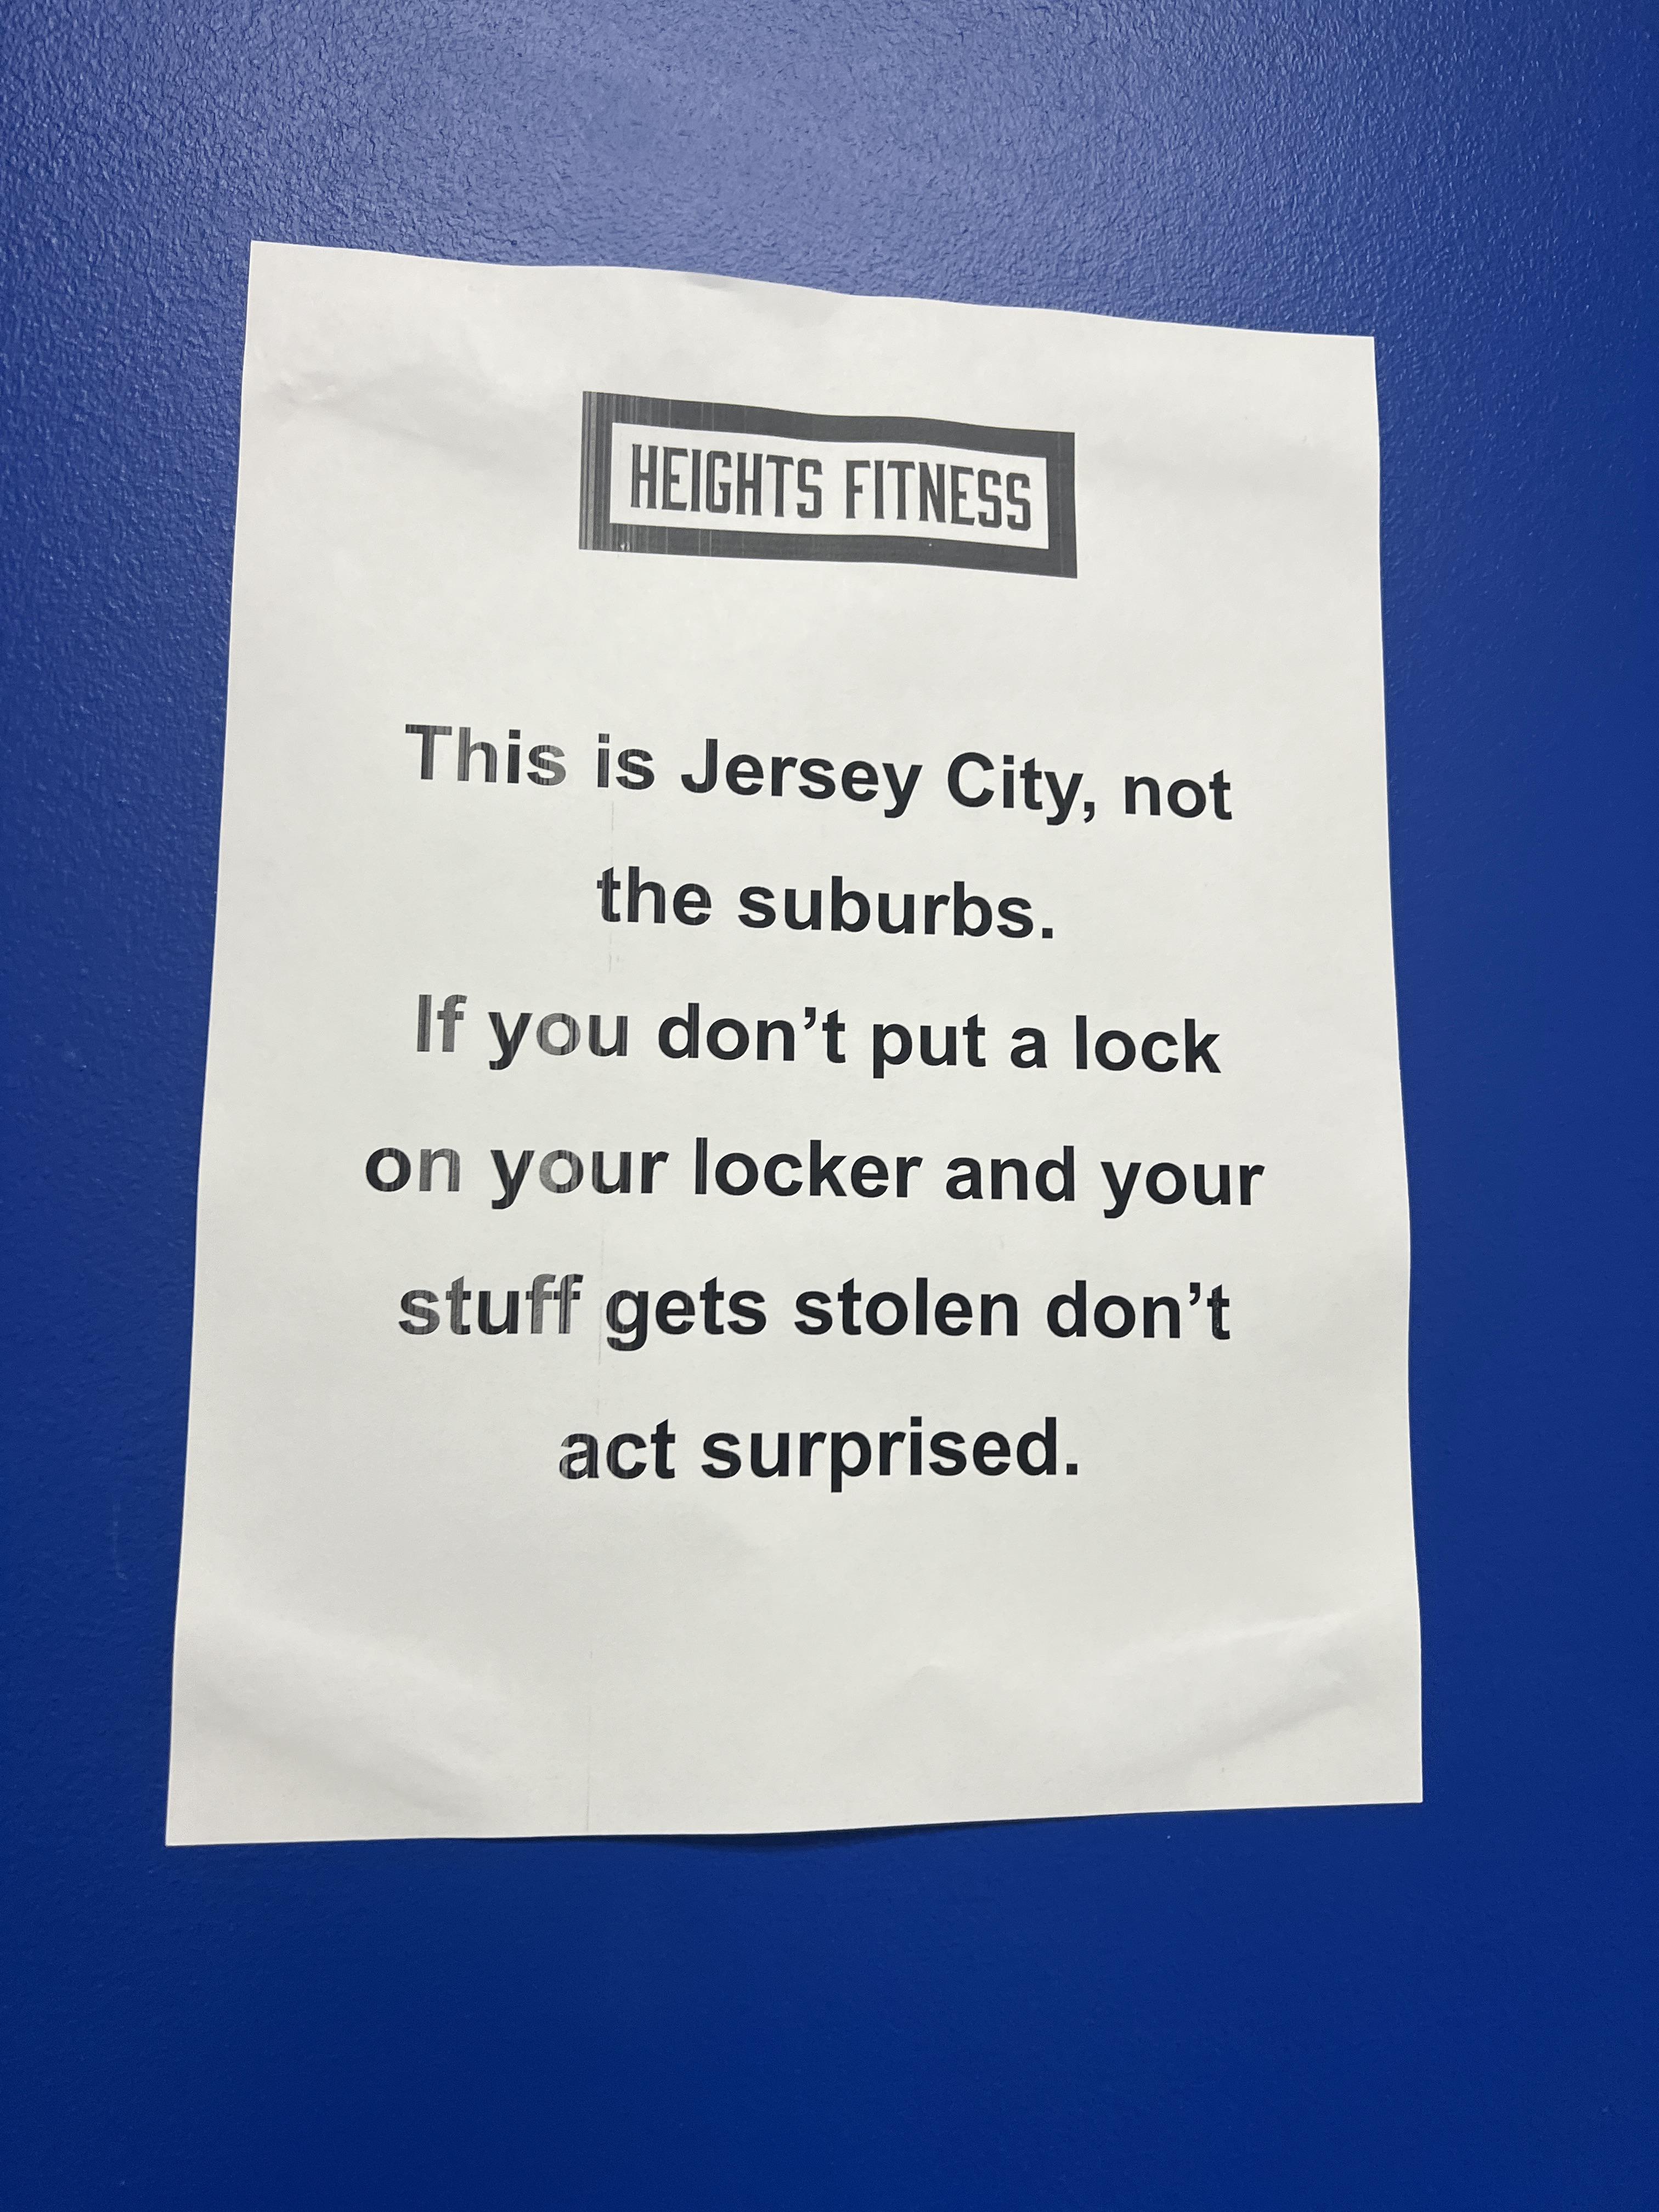 HEIGHTS FITNESS
This is Jersey City, not
the suburbs.
If you don’t put a lock
on your locker and your
stuff gets stolen don’t
act surprised.